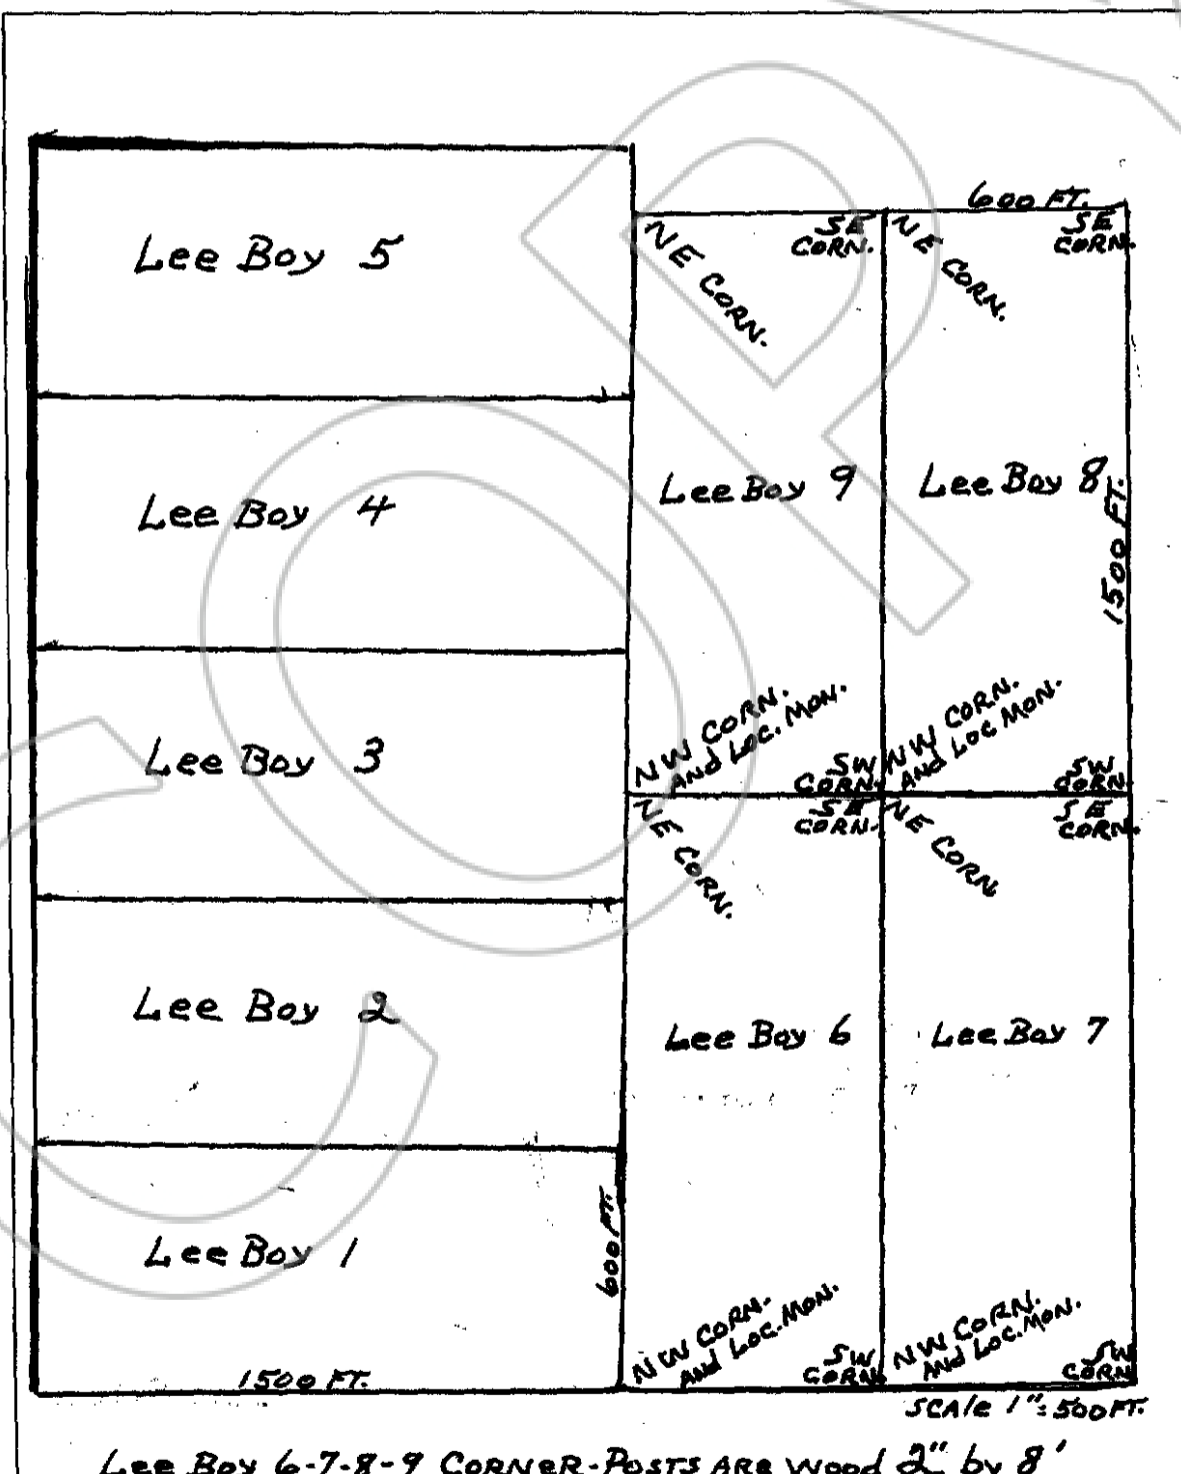 600 FT.
Lee Boy 5
NE CORN.
SE
CORN.
NE CORN.
SE
CORN.
Lee Boy 4
Lee Boy 9
Lee Boy 8
1500 FT.
Lee Boy 3
NW CORN.
And Loc. Mon.
SW
CORN.
NW CORN.
And Loc Mon.
SW
CORN.
NE CORN.
SE
CORN.
NE CORN.
SE
CORN.
Lee Boy 2
Lee Boy 6
Lee Boy 7
Lee Boy 1
600 FT.
1500 FT.
NW CORN.
And Loc. Mon.
SW
CORN.
NW CORN.
And Loc. Mon.
SW
CORN.
SCAle 1"= 500 FT.
Lee Boy 6-7-8-9 CORNER-POSTS ARe Wood 2" by 8'
COPY